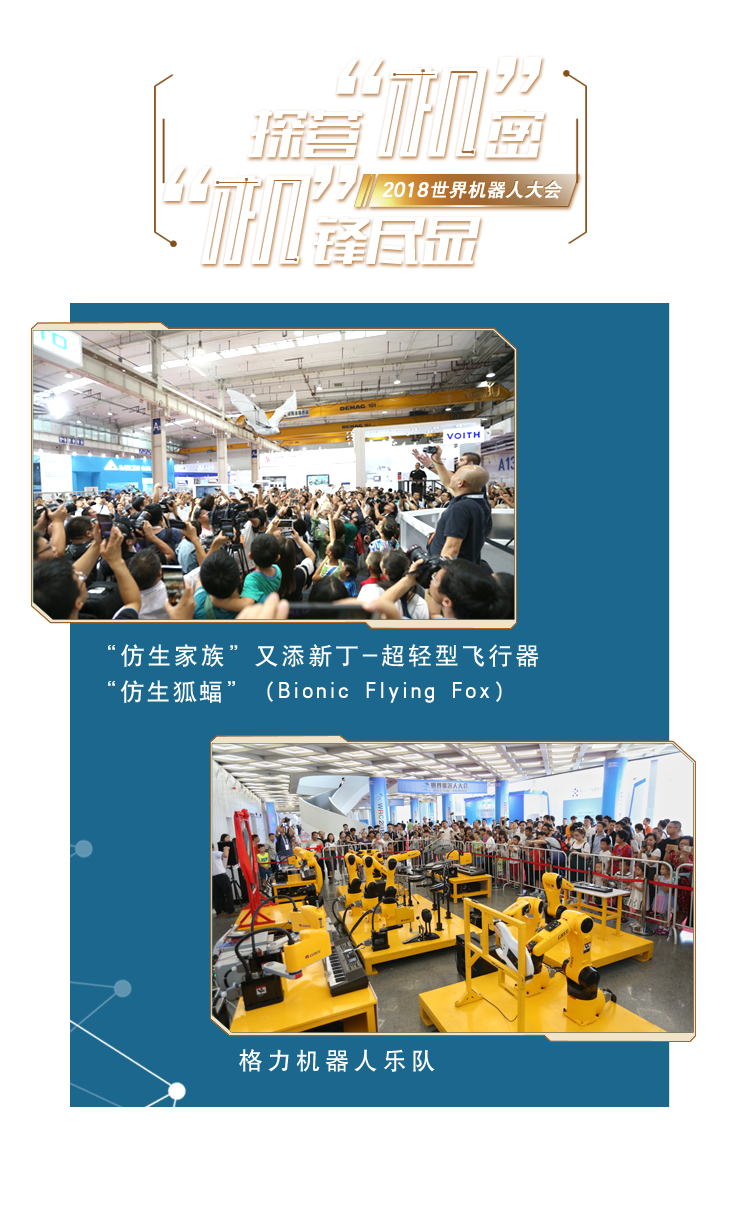 探营“机”密
2018世界机器人大会
“机”锋尽显
DEMAG
VOITH
A13
“仿生家族”又添新丁–超轻型飞行器
“仿生狐蝠”（Bionic Flying Fox）
世界机器人大会
格力机器人乐队